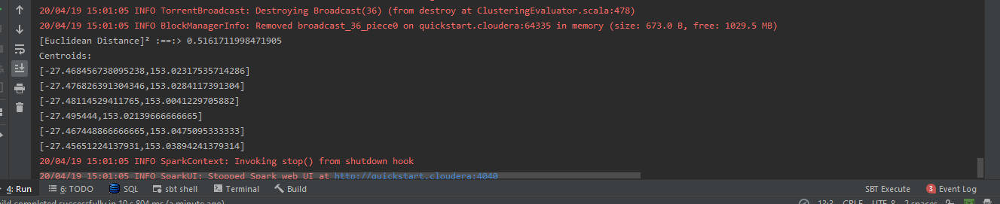 20/04/19 15:01:05 INFO TorrentBroadcast: Destroying Broadcast(36) (from destroy at ClusteringEvaluator.scala:478)
20/04/19 15:01:05 INFO BlockManagerInfo: Removed broadcast_36_piece0 on quickstart.cloudera:64335 in memory (size: 673.0 B, free: 1029.5 MB)
[Euclidean Distance]² :==:> 0.5161711998471905
Centroids:
[-27.468456738095238,153.02317535714286]
[-27.476826391304346,153.0284117391304]
[-27.48114529411765,153.0041229705882]
[-27.495444,153.02139666666665]
[-27.467448866666665,153.0475095333333]
[-27.45651224137931,153.03894241379314]
20/04/19 15:01:05 INFO SparkContext: Invoking stop() from shutdown hook
20/04/19 15:01:05 INFO SparkUI: Stopped Spark web UI at http://quickstart.cloudera:4040
4: Run 6: TODO SQL sbt shell Terminal Build SBT Execute 3 Event Log
ild completed successfully in 10 s 804 ms (a minute ago) 13:3 CRLF UTF-8 2 spaces